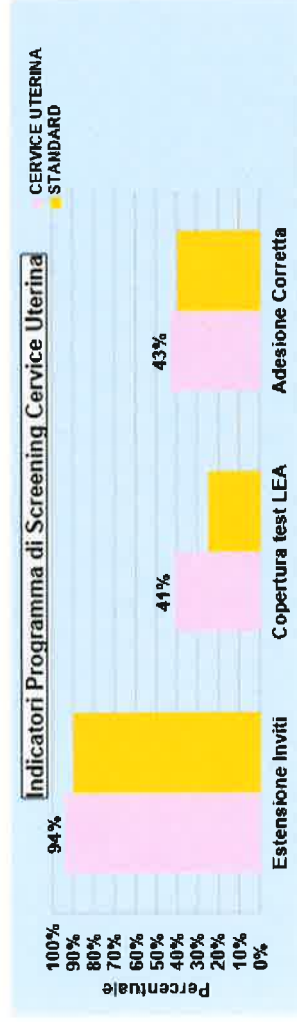 Indicatori Programma di Screening Cervice Uterina
CERVICE UTERINA
STANDARD
Percentuale
100%
90%
80%
70%
60%
50%
40%
30%
20%
10%
0%
94%
41%
43%
Estensione Inviti
Copertura test LEA
Adesione Corretta